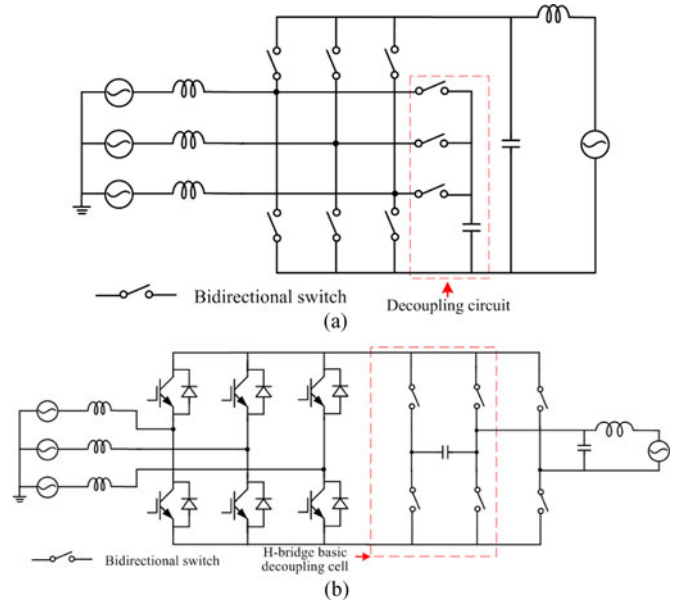 Bidirectional switch
Decoupling circuit
(a)
H-bridge basic
decoupling cell
Bidirectional switch
(b)